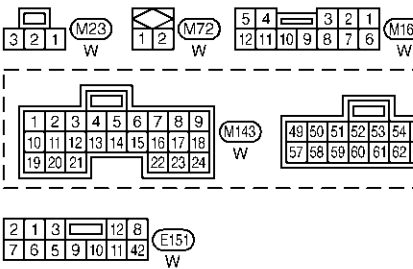 3 2 1 M23 W
1 2 M72 W
5 4 3 2 1
12 11 10 9 8 7 6 M16
W
1 2 3 4 5 6 7 8 9
10 11 12 13 14 15 16 17 18 M143
19 20 21 22 23 24 W
49 50 51 52 53 54
57 58 59 60 61 62
2 1 3 12 8
7 6 5 9 10 11 42 E151
W